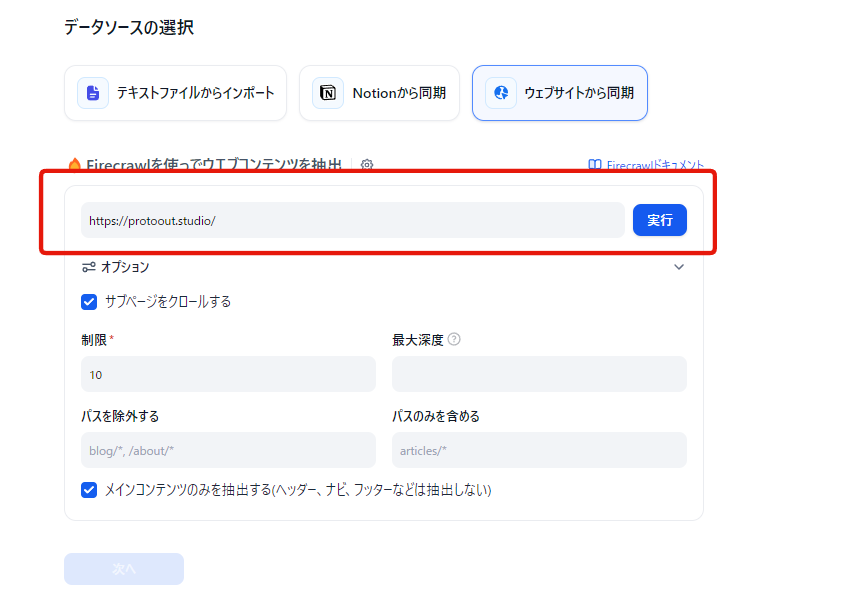 データソースの選択
テキストファイルからインポート
Notionから同期
ウェブサイトから同期
Firecrawlを使ってウエブコンテンツを抽出
Firecrawlドキュメント
https://protoout.studio/
実行
オプション
サブページをクロールする
制限*
最大深度
10
パスを除外する
パスのみを含める
blog/*, /about/*
articles/*
メインコンテンツのみを抽出する(ヘッダー、ナビ、フッターなどは抽出しない)
次へ